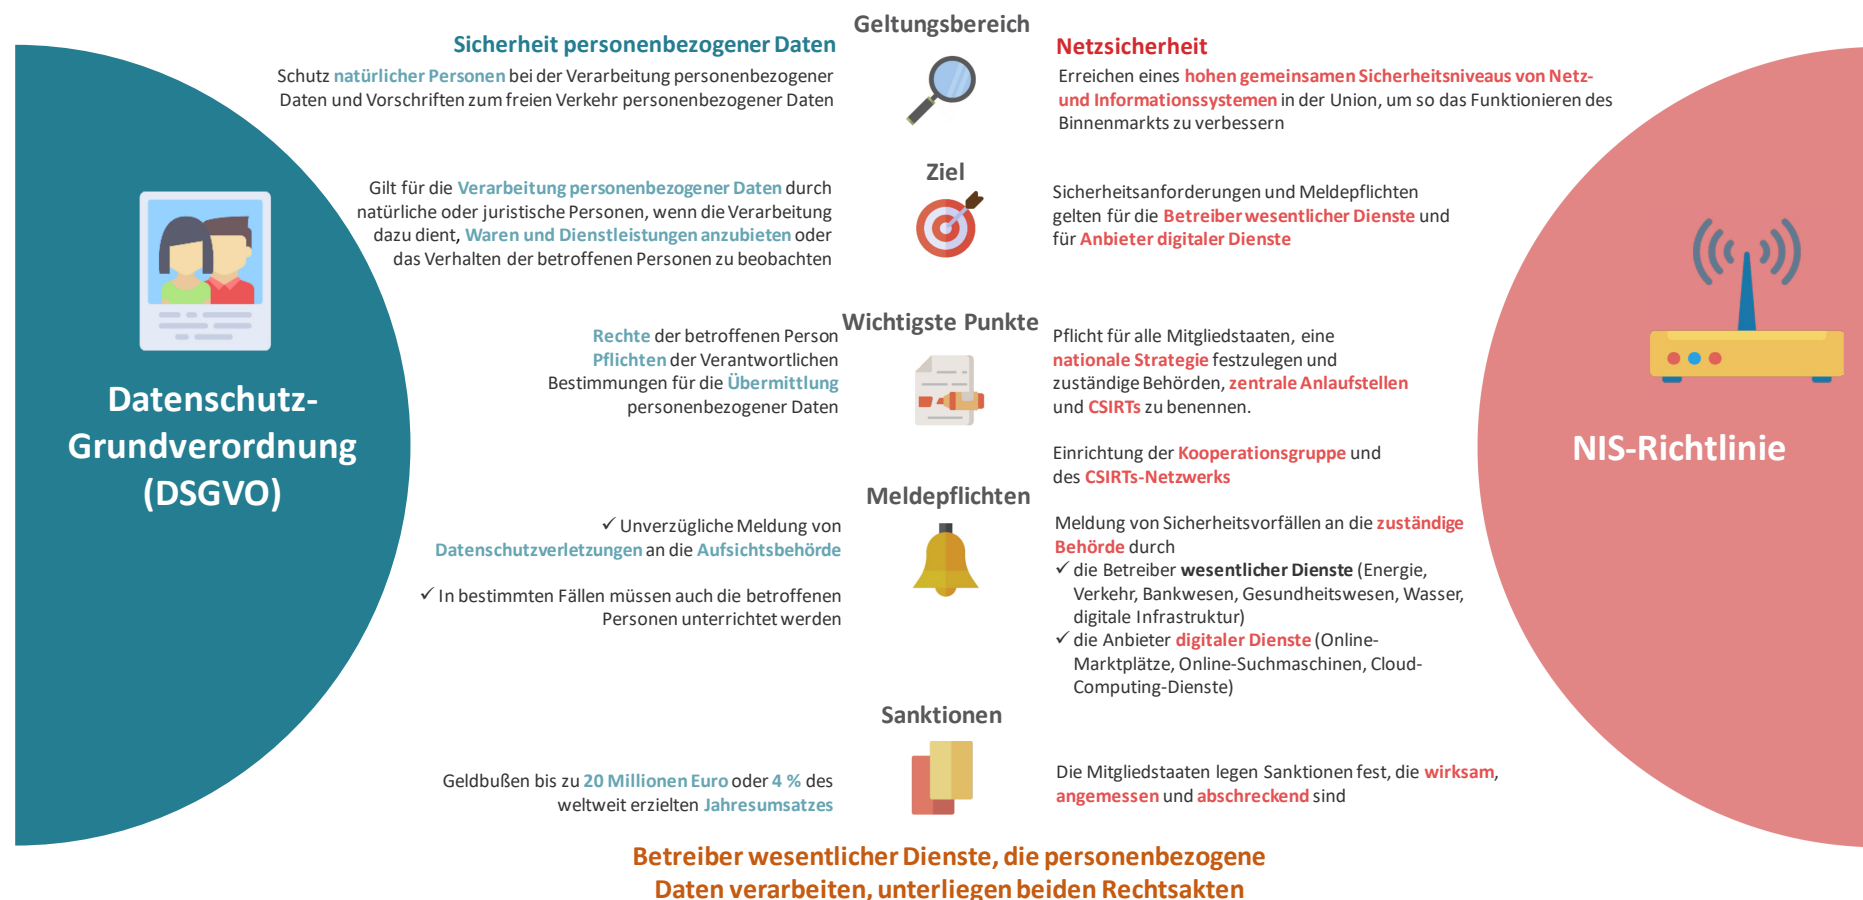 Datenschutz-
Grundverordnung
(DSGVO)
Geltungsbereich
Sicherheit personenbezogener Daten
Schutz natürlicher Personen bei der Verarbeitung personenbezogener
Daten und Vorschriften zum freien Verkehr personenbezogener Daten
Netzsicherheit
Erreichen eines hohen gemeinsamen Sicherheitsniveaus von Netz-
und Informationssystemen in der Union, um so das Funktionieren des
Binnenmarkts zu verbessern
Ziel
Gilt für die Verarbeitung personenbezogener Daten durch
natürliche oder juristische Personen, wenn die Verarbeitung
dazu dient, Waren und Dienstleistungen anzubieten oder
das Verhalten der betroffenen Personen zu beobachten
Sicherheitsanforderungen und Meldepflichten
gelten für die Betreiber wesentlicher Dienste und
für Anbieter digitaler Dienste
Wichtigste Punkte
Rechte der betroffenen Person
Pflichten der Verantwortlichen
Bestimmungen für die Übermittlung
personenbezogener Daten
Pflicht für alle Mitgliedstaaten, eine
nationale Strategie festzulegen und
zuständige Behörden, zentrale Anlaufstellen
und CSIRTs zu benennen.
Einrichtung der Kooperationsgruppe und
des CSIRTs-Netzwerks
Meldepflichten
✓ Unverzügliche Meldung von
Datenschutzverletzungen an die Aufsichtsbehörde
✓ In bestimmten Fällen müssen auch die betroffenen
Personen unterrichtet werden
Meldung von Sicherheitsvorfällen an die zuständige
Behörde durch
✓ die Betreiber wesentlicher Dienste (Energie,
Verkehr, Bankwesen, Gesundheitswesen, Wasser,
digitale Infrastruktur)
✓ die Anbieter digitaler Dienste (Online-
Marktplätze, Online-Suchmaschinen, Cloud-
Computing-Dienste)
Sanktionen
Geldbußen bis zu 20 Millionen Euro oder 4 % des
weltweit erzielten Jahresumsatzes
Die Mitgliedstaaten legen Sanktionen fest, die wirksam,
angemessen und abschreckend sind
NIS-Richtlinie
Betreiber wesentlicher Dienste, die personenbezogene
Daten verarbeiten, unterliegen beiden Rechtsakten